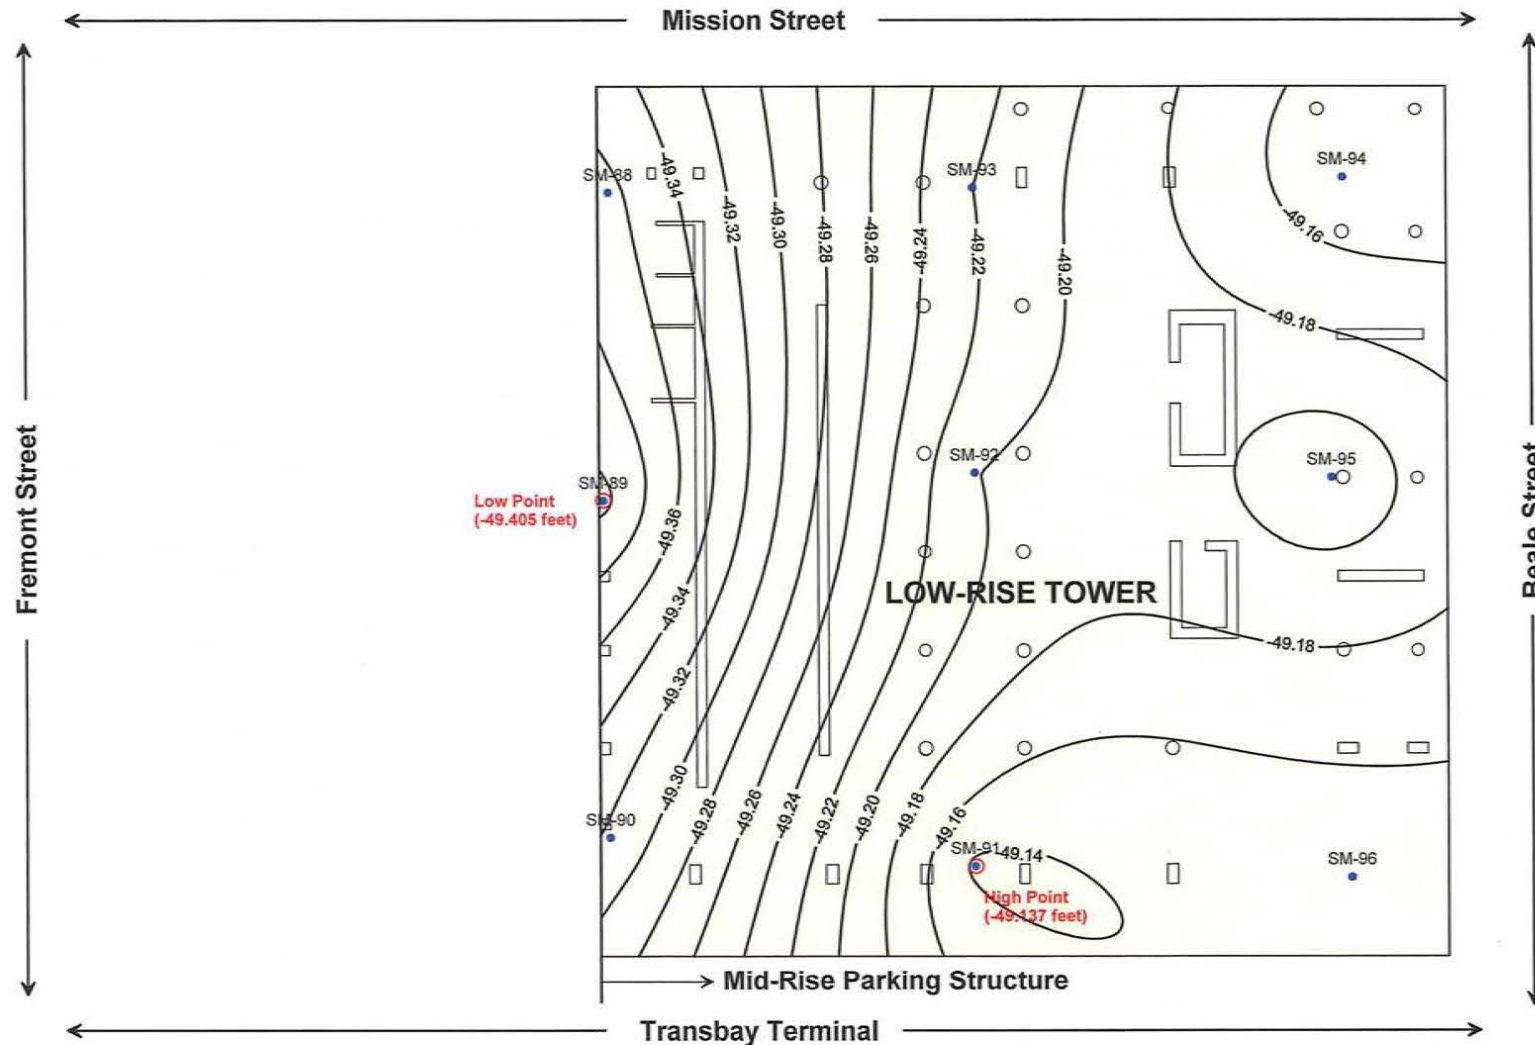 Mission Street
Fremont Street
Beale Street
SM-88
-49.34
-49.32
-49.30
-49.28
-49.26
-49.24
SM-93
-49.22
-49.20
SM-94
-49.16
-49.18
SM-89
Low Point
(-49.405 feet)
SM-92
SM-95
-49.36
-49.34
-49.32
-49.30
-49.28
-49.26
-49.24
-49.22
-49.20
-49.18
-49.16
LOW-RISE TOWER
-49.18
SM-90
SM-91
-49.14
High Point
(-49.137 feet)
SM-96
Mid-Rise Parking Structure
Transbay Terminal